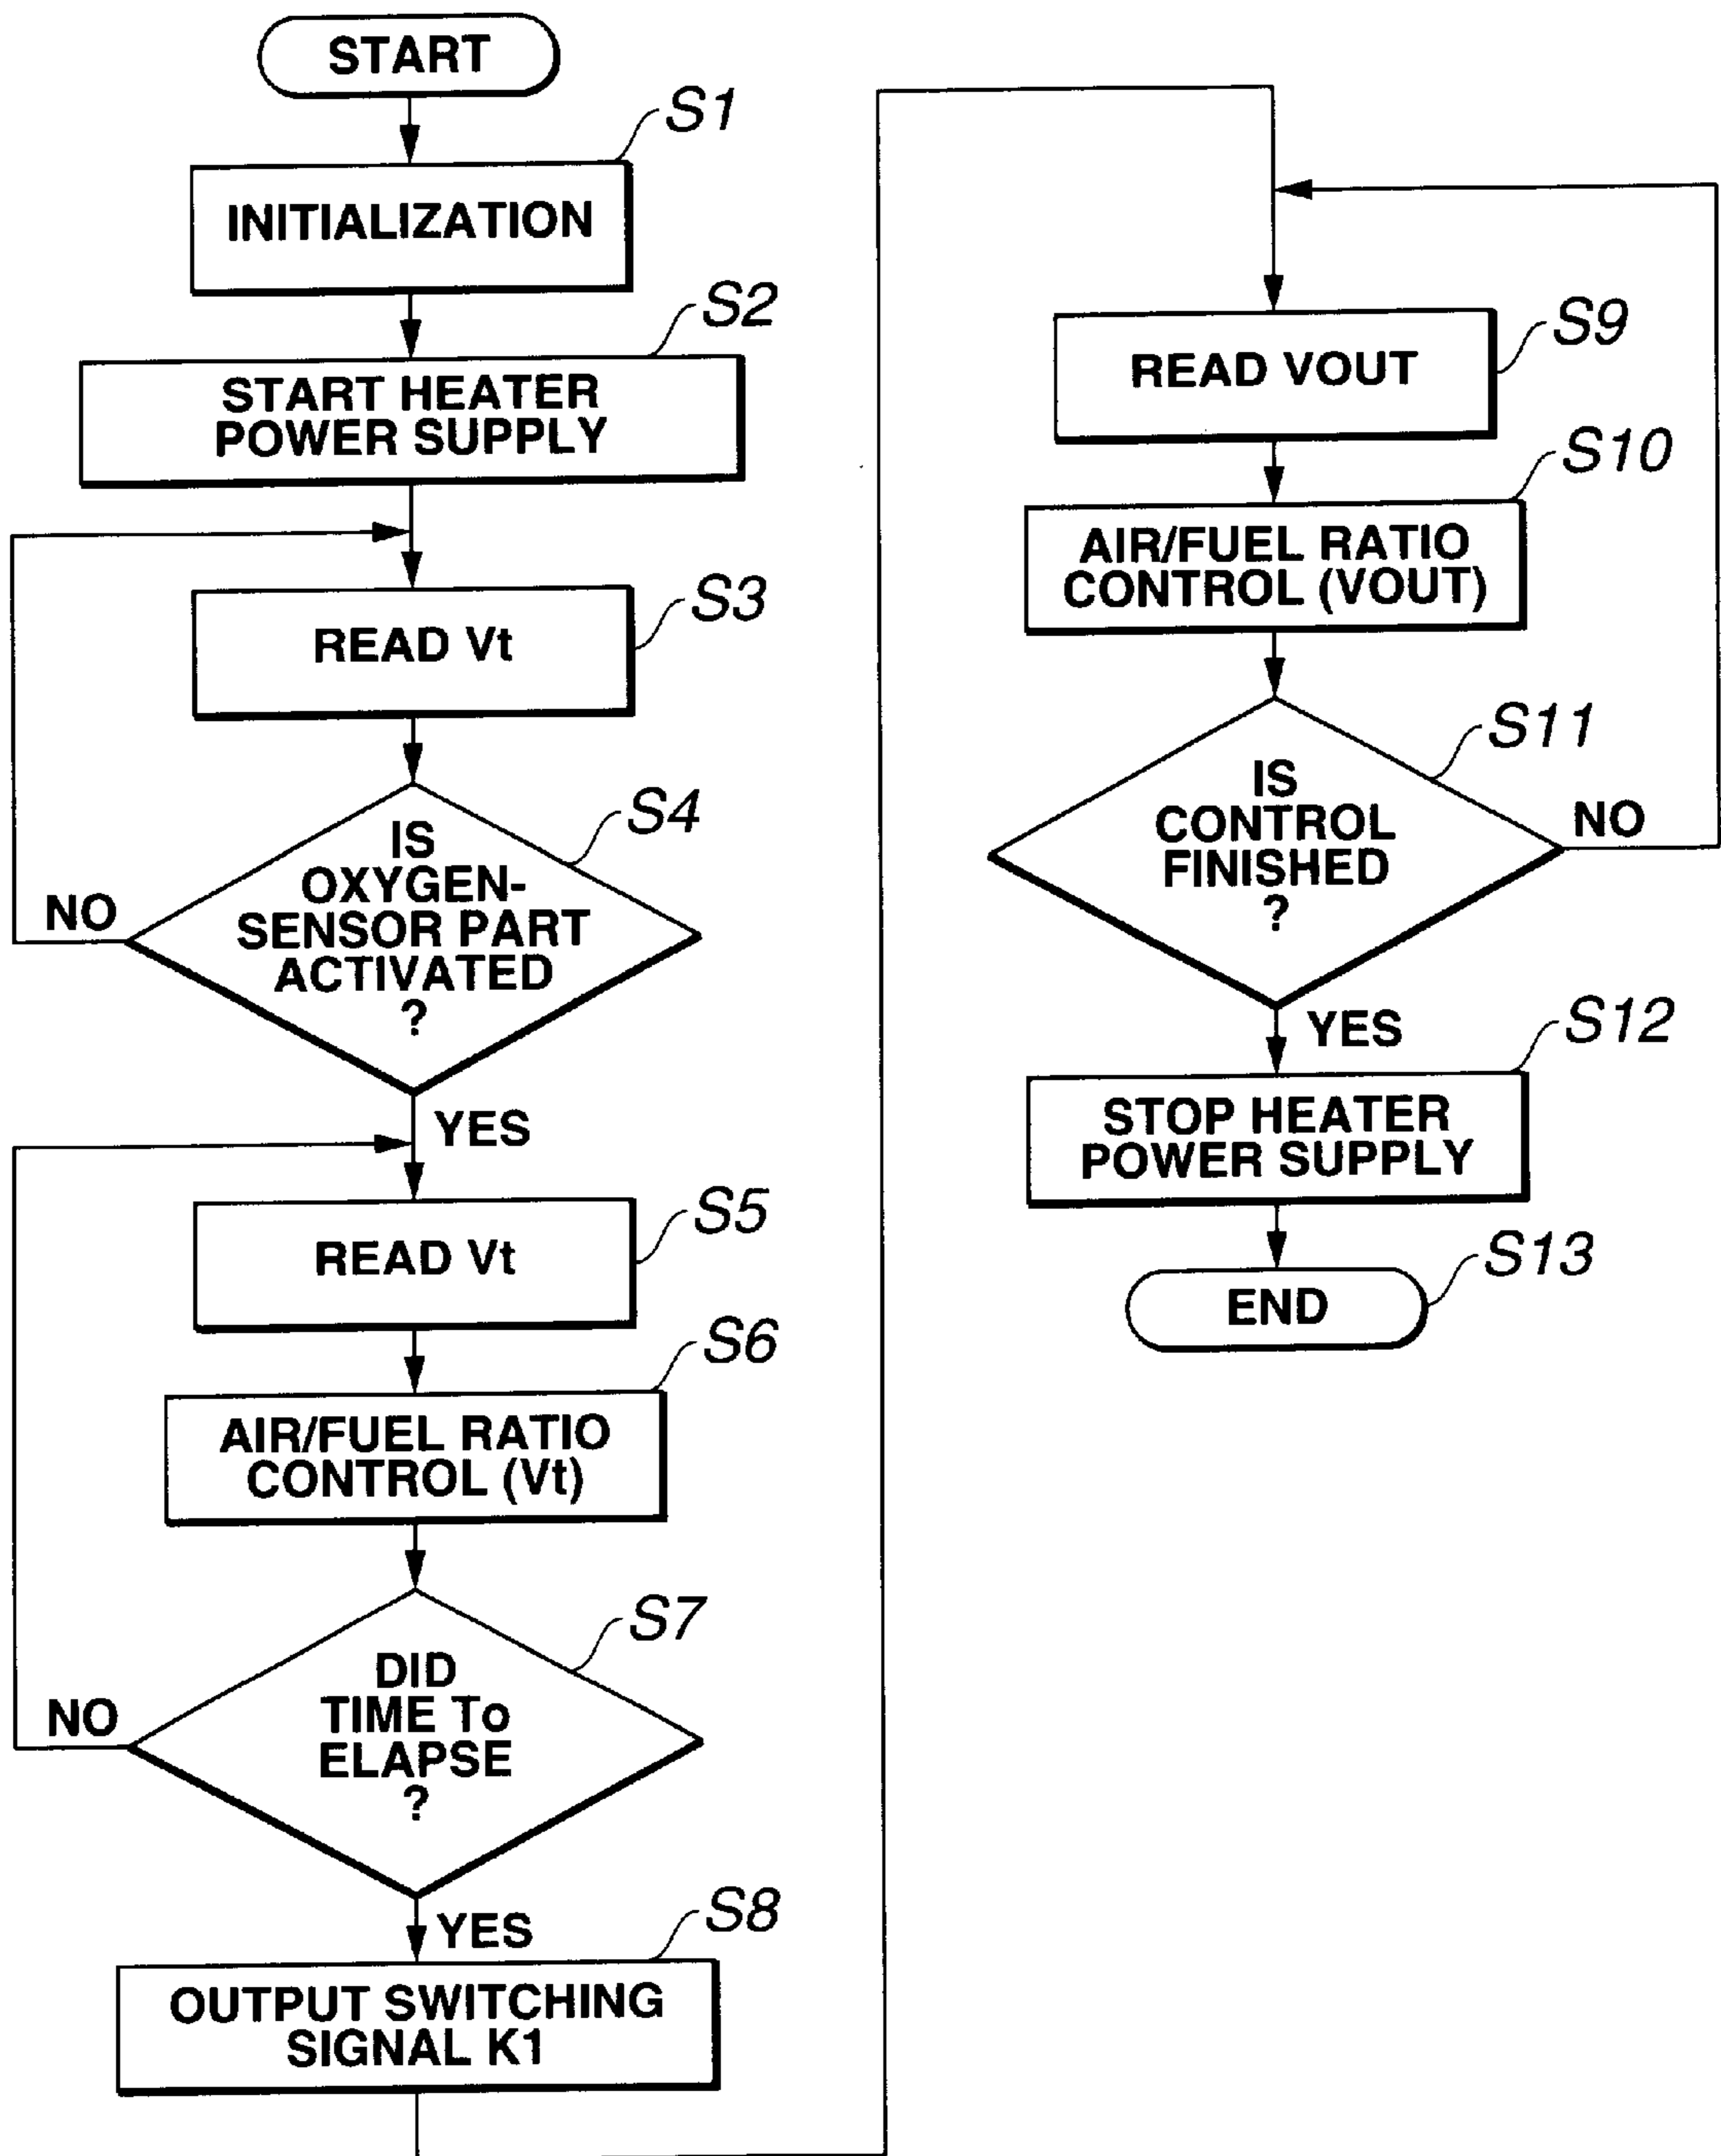 START
S1
INITIALIZATION
S2
START HEATER
POWER SUPPLY
S3
READ Vt
S4
IS
OXYGEN-
SENSOR PART
ACTIVATED
?
NO
YES
S5
READ Vt
S6
AIR/FUEL RATIO
CONTROL (Vt)
S7
DID
TIME To
ELAPSE
?
NO
YES
S8
OUTPUT SWITCHING
SIGNAL K1
S9
READ VOUT
S10
AIR/FUEL RATIO
CONTROL (VOUT)
S11
IS
CONTROL
FINISHED
?
NO
YES
S12
STOP HEATER
POWER SUPPLY
S13
END